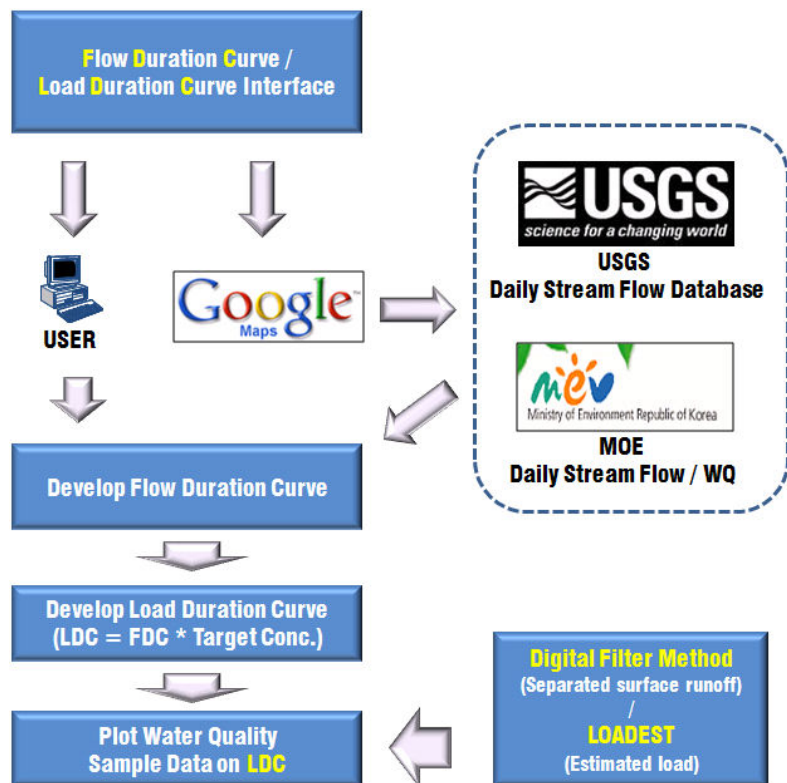 Flow Duration Curve /
Load Duration Curve Interface
USGS
science for a changing world
USGS
Daily Stream Flow Database
USER
Google™
Maps
mev
Ministry of Environment Republic of Korea
MOE
Daily Stream Flow / WQ
Develop Flow Duration Curve
Develop Load Duration Curve
(LDC = FDC * Target Conc.)
Digital Filter Method
(Separated surface runoff)
/
LOADEST
(Estimated load)
Plot Water Quality
Sample Data on LDC